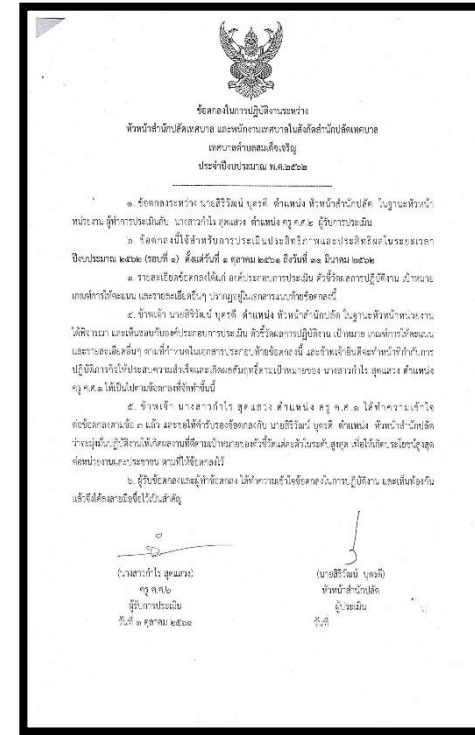 ข้อตกลงในการปฏิบัติงานระหว่าง
หัวหน้าสำนักปลัดเทศบาล และพนักงานเทศบาลในสังกัดสำนักปลัดเทศบาล
เทศบาลตำบลสมเด็จเจริญ
ประจำปีงบประมาณ พ.ศ.๒๕๖๒
๑. ข้อตกลงระหว่าง นายสิริวัฒน์ บุตรดี ตำแหน่ง หัวหน้าสำนักปลัด ในฐานะหัวหน้า
หน่วยงาน ผู้ทำการประเมินกับ นางสาวกำไร สุดแสวง ตำแหน่ง ครู ค.ศ.๑ ผู้รับการประเมิน
๒. ข้อตกลงนี้ใช้สำหรับการประเมินประสิทธิภาพและประสิทธิผลในระยะเวลา
ปีงบประมาณ ๒๕๖๒ (รอบที่ ๑) ตั้งแต่วันที่ ๑ ตุลาคม ๒๕๖๑ ถึงวันที่ ๓๑ มีนาคม ๒๕๖๒
๓. รายละเอียดข้อตกลงได้แก่ องค์ประกอบการประเมิน ตัวชี้วัดผลการปฏิบัติงาน เป้าหมาย
เกณฑ์การให้คะแนน และรายละเอียดอื่นๆ ปรากฏอยู่ในเอกสารแนบท้ายข้อตกลงนี้
๔. ข้าพเจ้า นายสิริวัฒน์ บุตรดี ตำแหน่ง หัวหน้าสำนักปลัด ในฐานะหัวหน้าหน่วยงาน
ได้พิจารณา และเห็นชอบกับองค์ประกอบการประเมิน ตัวชี้วัดผลการปฏิบัติงาน เป้าหมาย เกณฑ์การให้คะแนน
และรายละเอียดอื่นๆ ตามที่กำหนดในเอกสารประกอบท้ายข้อตกลงนี้ และข้าพเจ้ายินดีจะทำหน้าที่กำกับการ
ปฏิบัติภารกิจให้ประสบความสำเร็จและเกิดผลสัมฤทธิ์ตามเป้าหมายของ นางสาวกำไร สุดแสวง ตำแหน่ง
ครู ค.ศ.๑ ให้เป็นไปตามข้อตกลงที่จัดทำขึ้นนี้
๕. ข้าพเจ้า นางสาวกำไร สุดแสวง ตำแหน่ง ครู ค.ศ.๑ ได้ทำความเข้าใจ
ต่อข้อตกลงตามข้อ ๓ แล้ว และขอให้คำรับรองข้อตกลงกับ นายสิริวัฒน์ บุตรดี ตำแหน่ง หัวหน้าสำนักปลัด
ว่าจะมุ่งมั่นปฏิบัติงานให้เกิดผลงานที่ดีตามเป้าหมายของตัวชี้วัดแต่ละตัวในระดับสูงสุด เพื่อให้เกิดประโยชน์สูงสุด
ต่อหน่วยงานและประชาชน ตามที่ให้ข้อตกลงไว้
๖. ผู้รับข้อตกลงและผู้ทำข้อตกลง ได้ทำความเข้าใจข้อตกลงในการปฏิบัติงาน และเห็นพ้องกัน
แล้วจึงได้ลงลายมือชื่อไว้เป็นสำคัญ
(นางสาวกำไร สุดแสวง)
ครู ค.ศ.๑
ผู้รับการประเมิน
วันที่ ๑ ตุลาคม ๒๕๖๑
(นายสิริวัฒน์ บุตรดี)
หัวหน้าสำนักปลัด
ผู้ประเมิน
วันที่